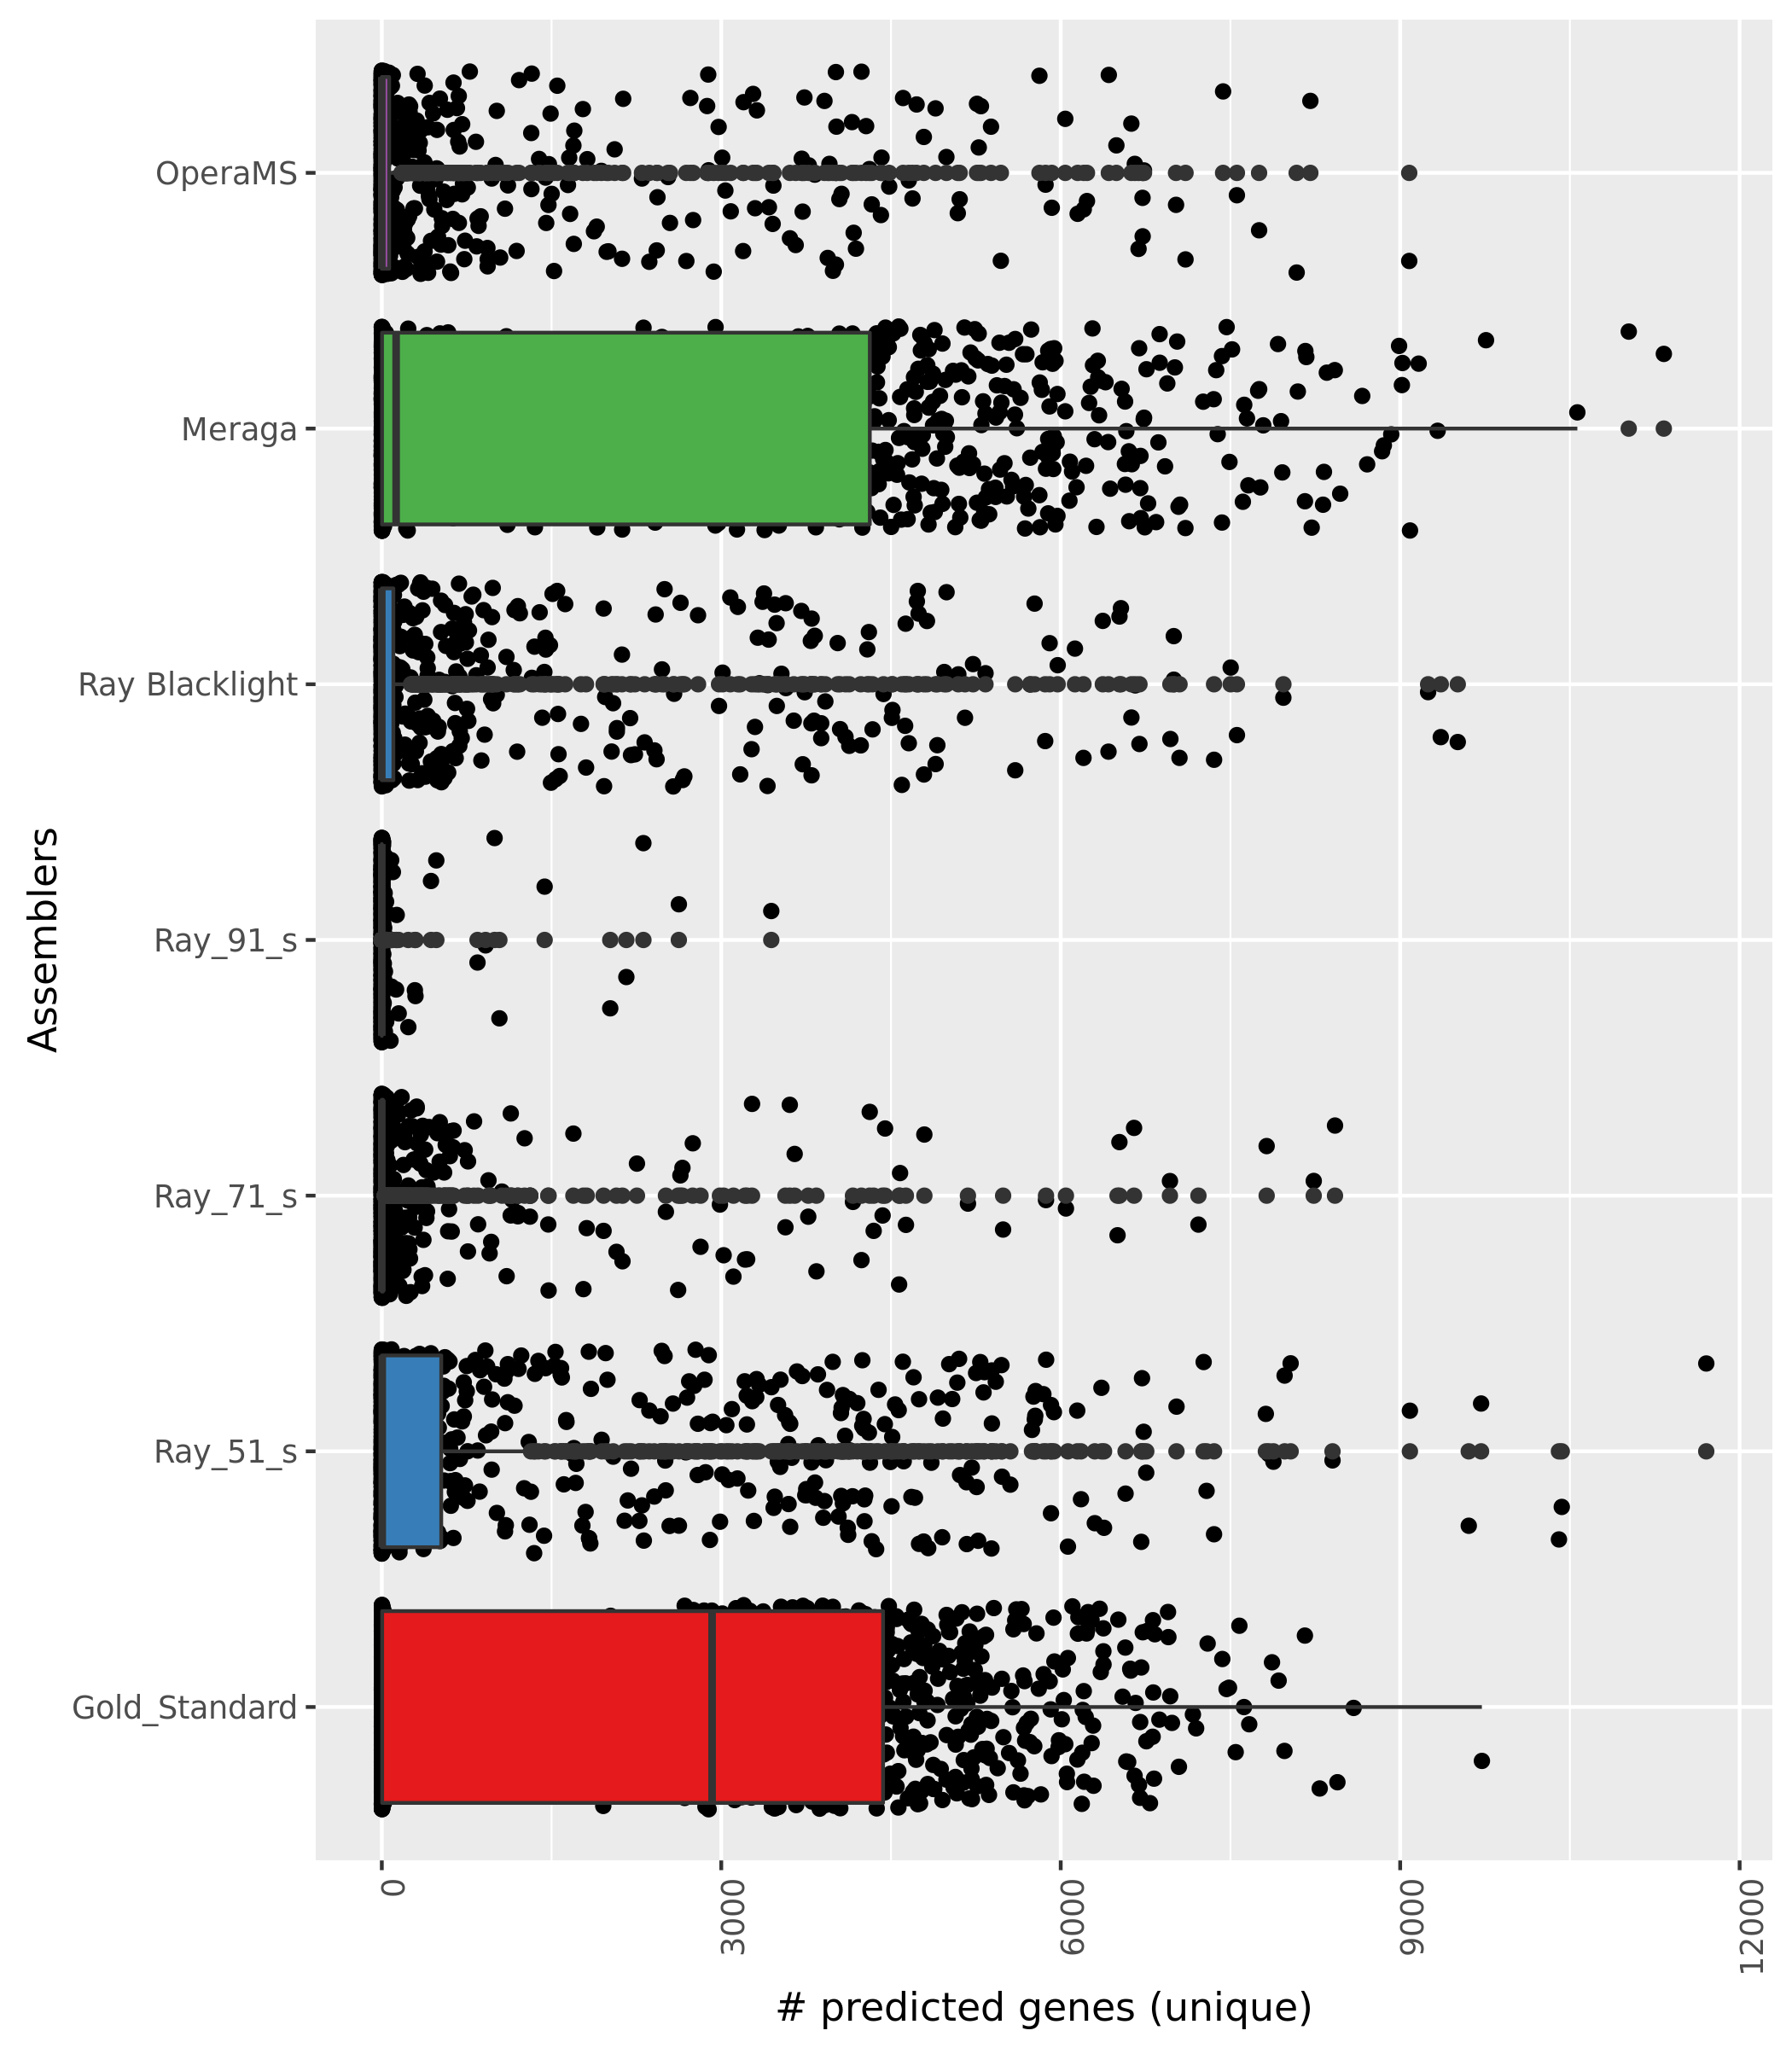 OperaMS
Meraga
Ray Blacklight
Ray_91_s
Ray_71_s
Ray_51_s
Gold_Standard
Assemblers
0
3000
6000
9000
12000
# predicted genes (unique)